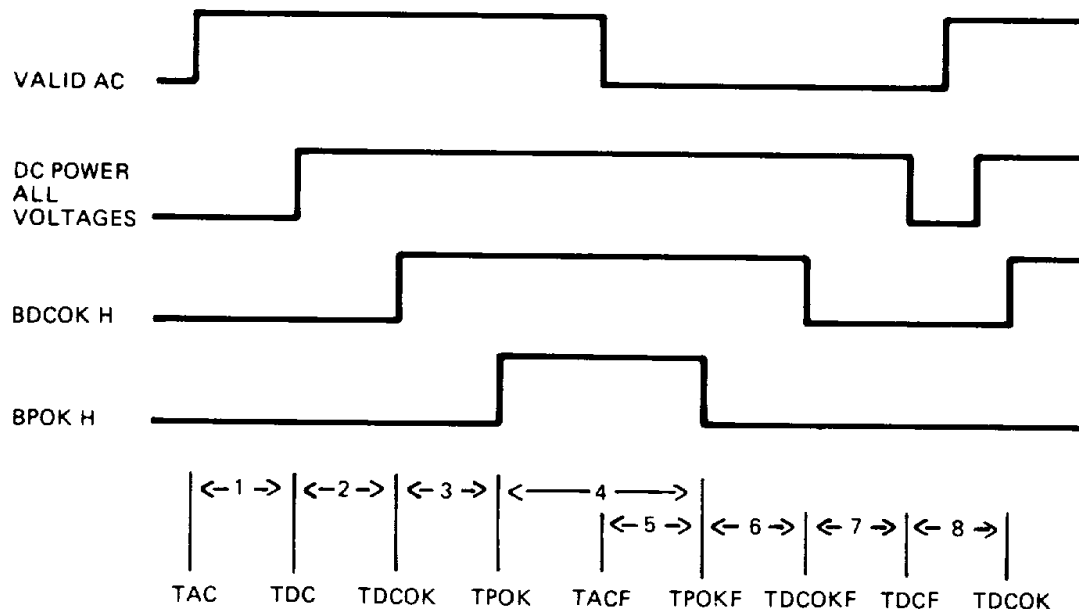 VALID AC
DC POWER
ALL
VOLTAGES
BDCOK H
BPOK H
1 2 3 4
5 6 7 8
TAC TDC TDCOK TPOK TACF TPOKF TDCOKF TDCF TDCOK